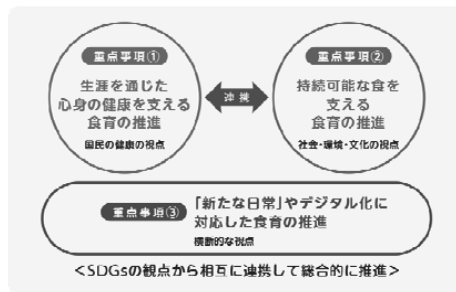 重点事項①
生涯を通じた
心身の健康を支える
食育の推進
国民の健康の視点
連携
重点事項②
持続可能な食を
支える
食育の推進
社会・環境・文化の視点
重点事項③
「新たな日常」やデジタル化に
対応した食育の推進
横断的な視点
＜SDGsの観点から相互に連携して総合的に推進＞